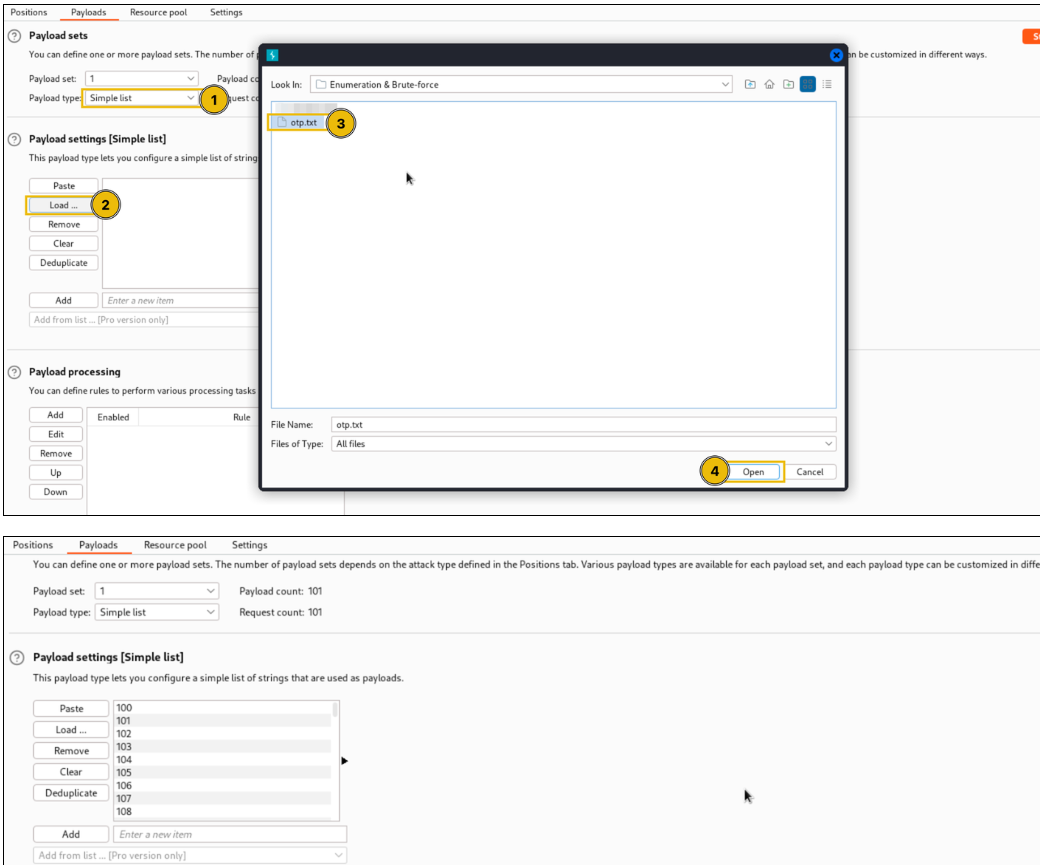 Positions Payloads Resource pool Settings
Payload sets
You can define one or more payload sets. The number of
an be customized in different ways.
Payload set: 1
Payload co
Payload type: Simple list
1
quest co
Payload settings [Simple list]
This payload type lets you configure a simple list of string
Paste
Load ...
2
Remove
Clear
Deduplicate
Add
Enter a new item
Add from list ... [Pro version only]
Payload processing
You can define rules to perform various processing tasks
Add
Enabled
Rule
Edit
Remove
Up
Down
Look In:
Enumeration & Brute-force
otp.txt
3
File Name:
otp.txt
Files of Type:
All files
4
Open
Cancel
Positions Payloads Resource pool Settings
You can define one or more payload sets. The number of payload sets depends on the attack type defined in the Positions tab. Various payload types are available for each payload set, and each payload type can be customized in diffe
Payload set: 1
Payload count: 101
Payload type: Simple list
Request count: 101
Payload settings [Simple list]
This payload type lets you configure a simple list of strings that are used as payloads.
Paste
Load ...
Remove
Clear
Deduplicate
100
101
102
103
104
105
106
107
108
Add
Enter a new item
Add from list ... [Pro version only]